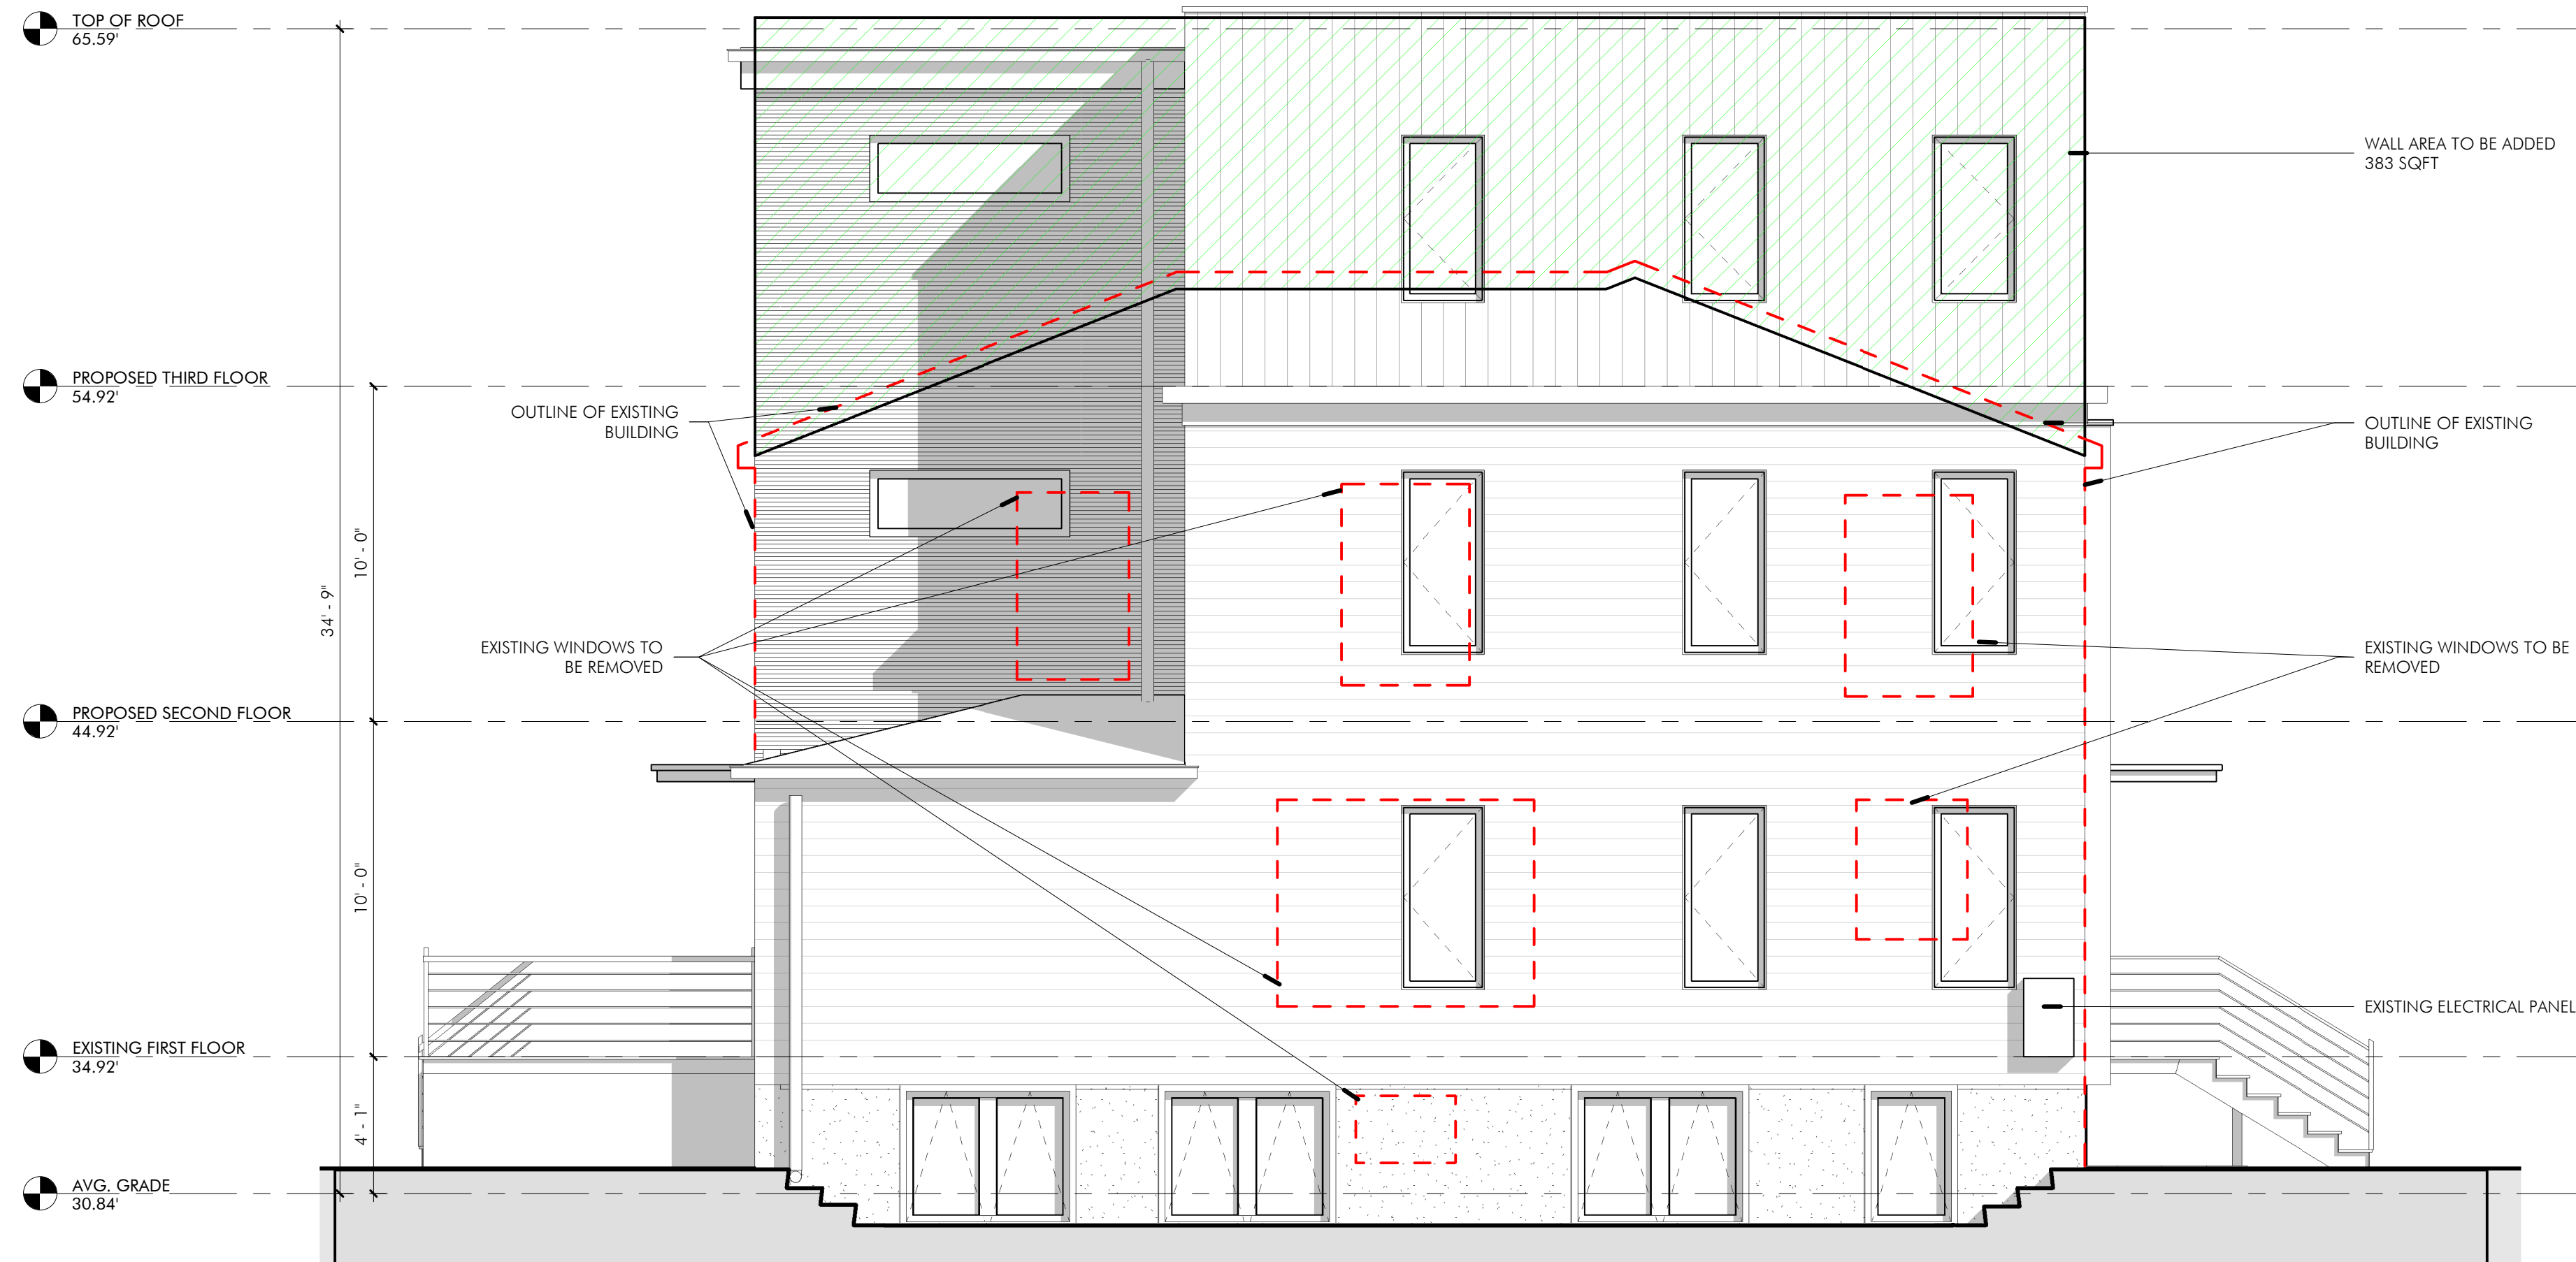 TOP OF ROOF
65.59'
WALL AREA TO BE ADDED
383 SQFT
PROPOSED THIRD FLOOR
54.92'
OUTLINE OF EXISTING
BUILDING
OUTLINE OF EXISTING
BUILDING
10' - 0"
34' - 9"
EXISTING WINDOWS TO
BE REMOVED
EXISTING WINDOWS TO BE
REMOVED
PROPOSED SECOND FLOOR
44.92'
10' - 0"
EXISTING ELECTRICAL PANEL
EXISTING FIRST FLOOR
34.92'
4' - 1"
AVG. GRADE
30.84'